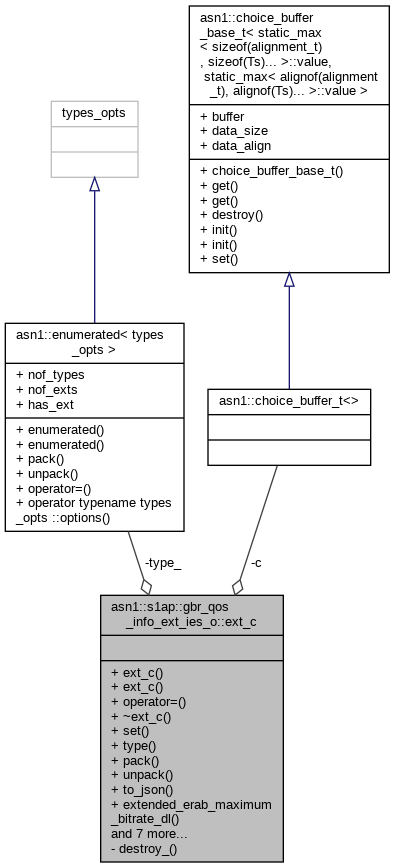 asn1::choice_buffer
_base_t< static_max
< sizeof(alignment_t)
, sizeof(Ts)... >::value,
static_max< alignof(alignment
_t), alignof(Ts)... >::value >
+ buffer
+ data_size
+ data_align
+ choice_buffer_base_t()
+ get()
+ get()
+ destroy()
+ init()
+ init()
+ set()
types_opts
asn1::enumerated< types
_opts >
+ nof_types
+ nof_exts
+ has_ext
+ enumerated()
+ enumerated()
+ pack()
+ unpack()
+ operator=()
+ operator typename types
_opts ::options()
asn1::choice_buffer_t<>
-type_
-c
asn1::s1ap::gbr_qos
_info_ext_ies_o::ext_c
+ ext_c()
+ ext_c()
+ operator=()
+ ~ext_c()
+ set()
+ type()
+ pack()
+ unpack()
+ to_json()
+ extended_erab_maximum
_bitrate_dl()
and 7 more...
- destroy_()